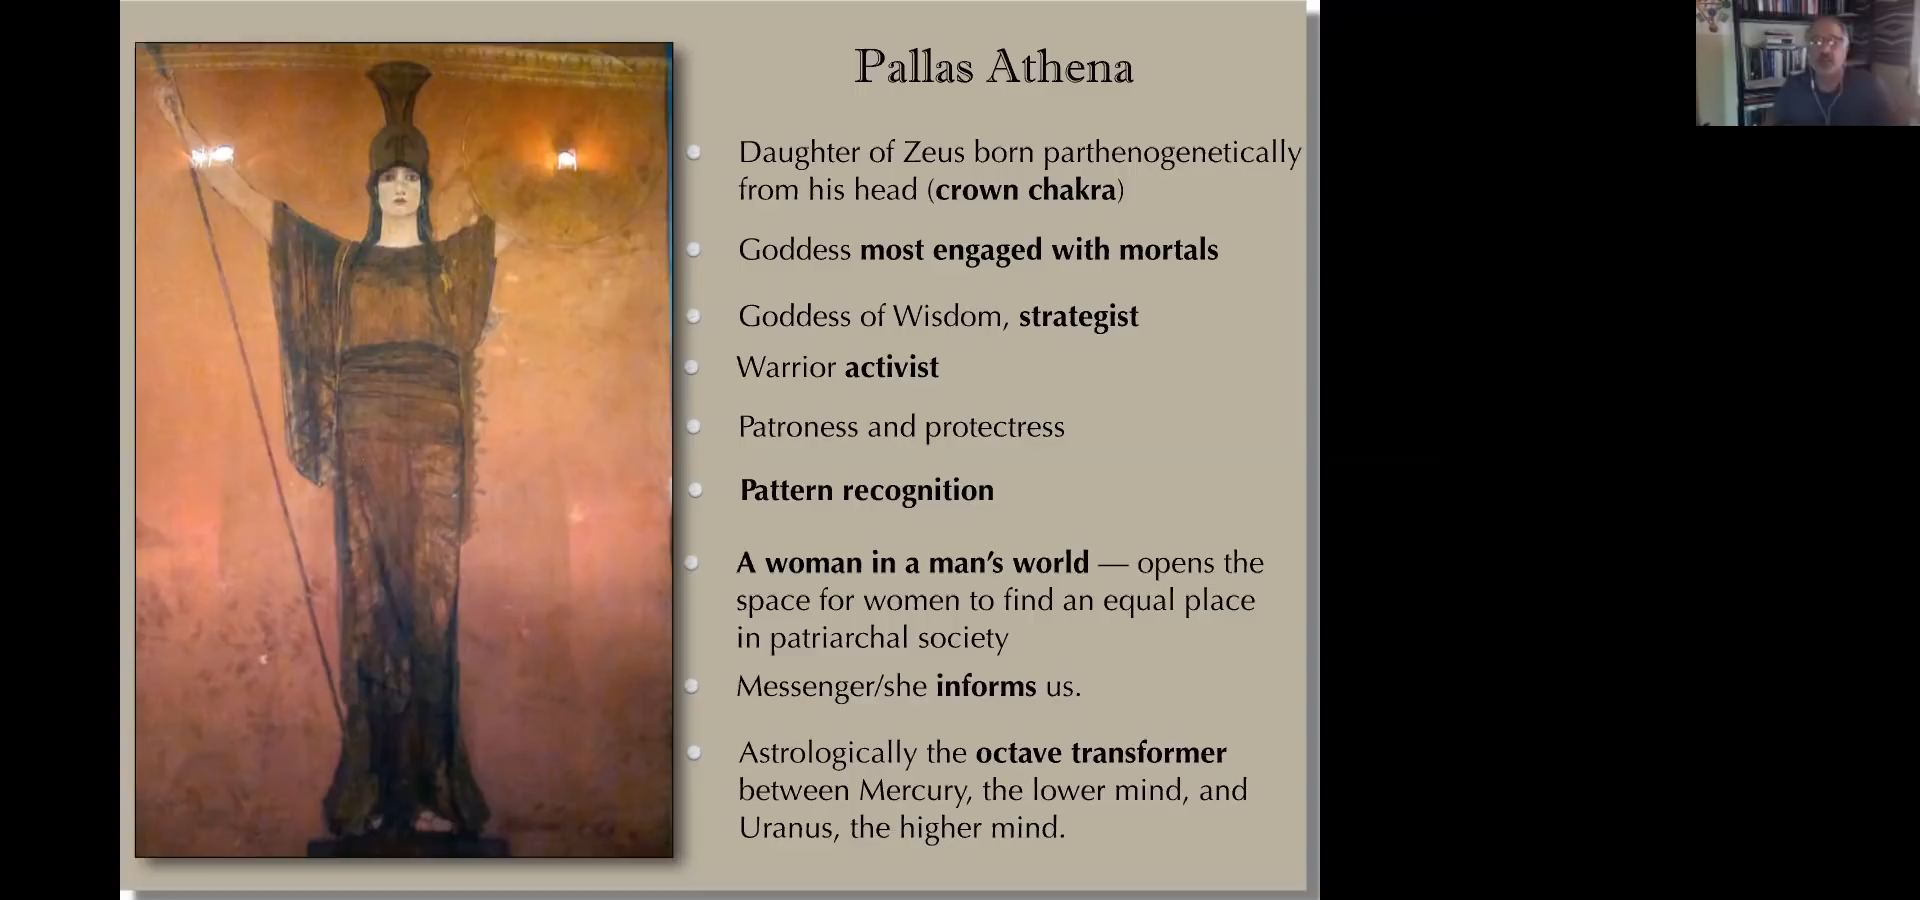 Pallas Athena
Daughter of Zeus born parthenogenetically
from his head (crown chakra)
Goddess most engaged with mortals
Goddess of Wisdom, strategist
Warrior activist
Patroness and protectress
Pattern recognition
A woman in a man’s world — opens the
space for women to find an equal place
in patriarchal society
Messenger/she informs us.
Astrologically the octave transformer
between Mercury, the lower mind, and
Uranus, the higher mind.